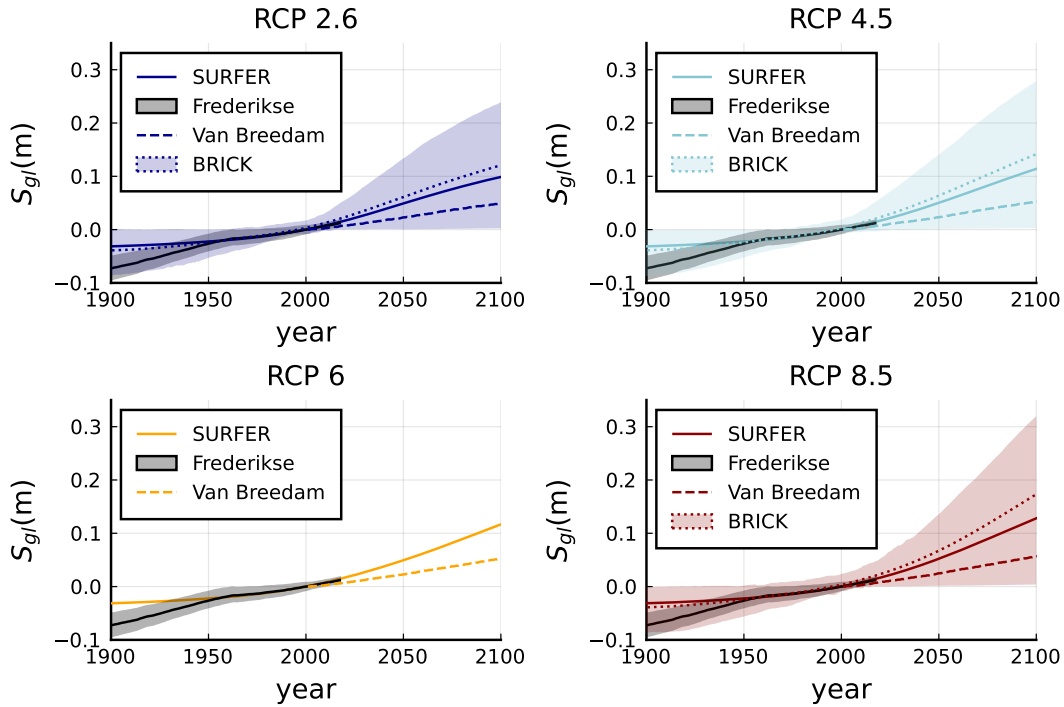 RCP 2.6
S_gl(m)
0.3
0.2
0.1
0.0
−0.1
SURFER
Frederikse
Van Breedam
BRICK
1900 1950 2000 2050 2100
year
RCP 4.5
S_gl(m)
0.3
0.2
0.1
0.0
−0.1
SURFER
Frederikse
Van Breedam
BRICK
1900 1950 2000 2050 2100
year
RCP 6
S_gl(m)
0.3
0.2
0.1
0.0
−0.1
SURFER
Frederikse
Van Breedam
1900 1950 2000 2050 2100
year
RCP 8.5
S_gl(m)
0.3
0.2
0.1
0.0
−0.1
SURFER
Frederikse
Van Breedam
BRICK
1900 1950 2000 2050 2100
year